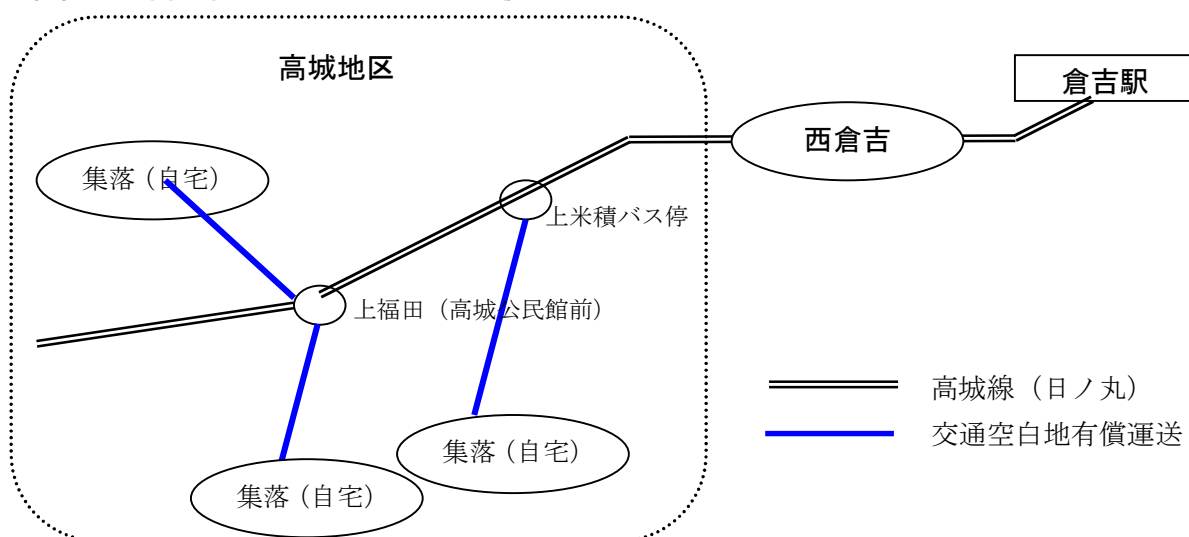 高城地区
倉吉駅
西倉吉
集落（自宅）
上米積バス停
上福田（高城公民館前）
高城線（日ノ丸）
交通空白地有償運送
集落（自宅）
集落（自宅）